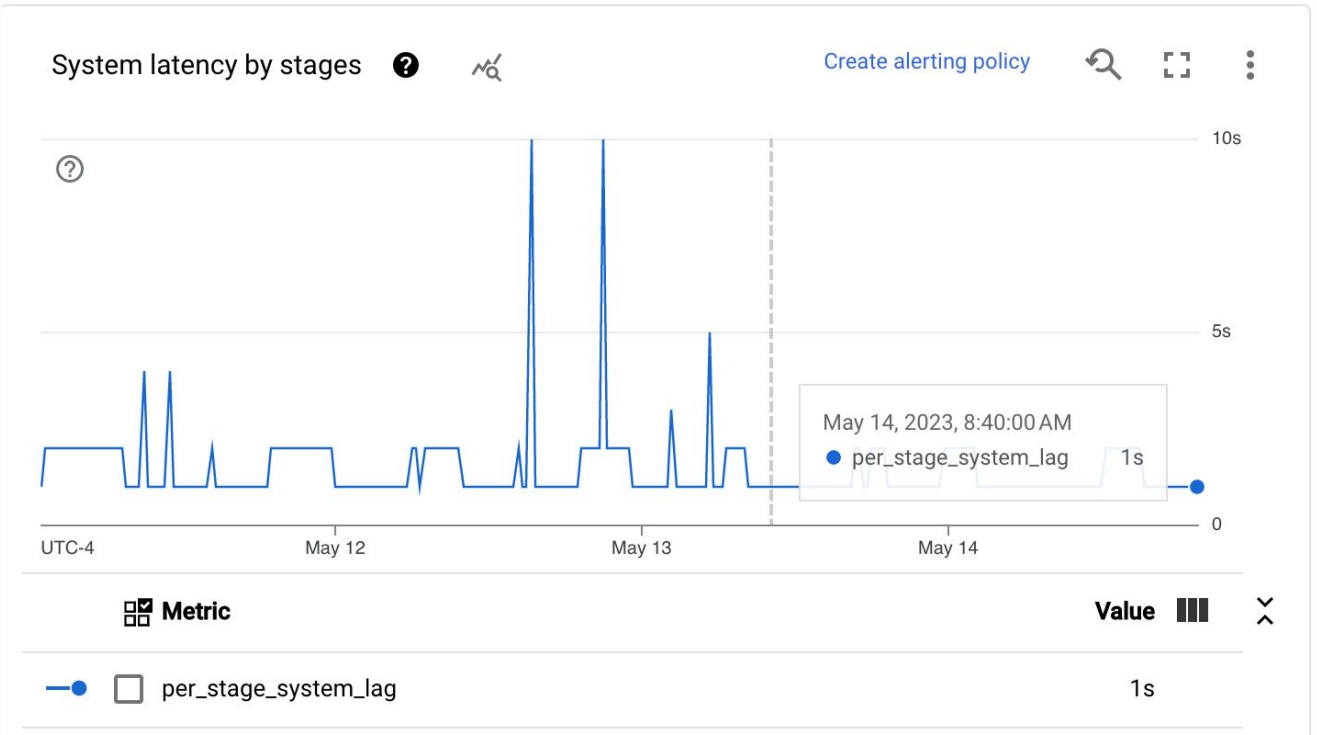 System latency by stages
Create alerting policy
10s
5s
May 14, 2023, 8:40:00 AM
per_stage_system_lag 1s
0
UTC-4 May 12 May 13 May 14
Metric Value
per_stage_system_lag 1s